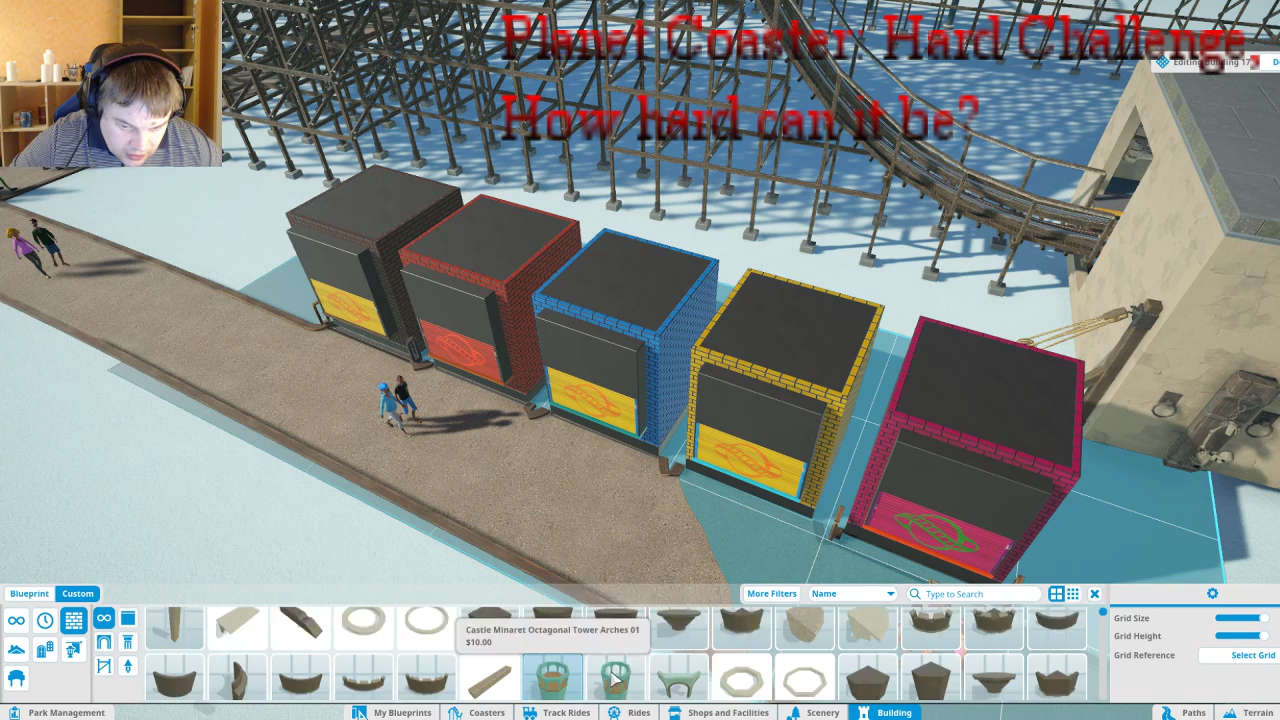 Planet Coaster: Hard Challenge,
How hard can it be?
Editing Building 17
Blueprint Custom
More Filters Name Type to Search
Castle Minaret Octagonal Tower Arches 01
$10.00
Grid Size
Grid Height
Grid Reference Select Grid
Park Management My Blueprints Coasters Track Rides Rides Shops and Facilities Scenery Building Paths Terrain